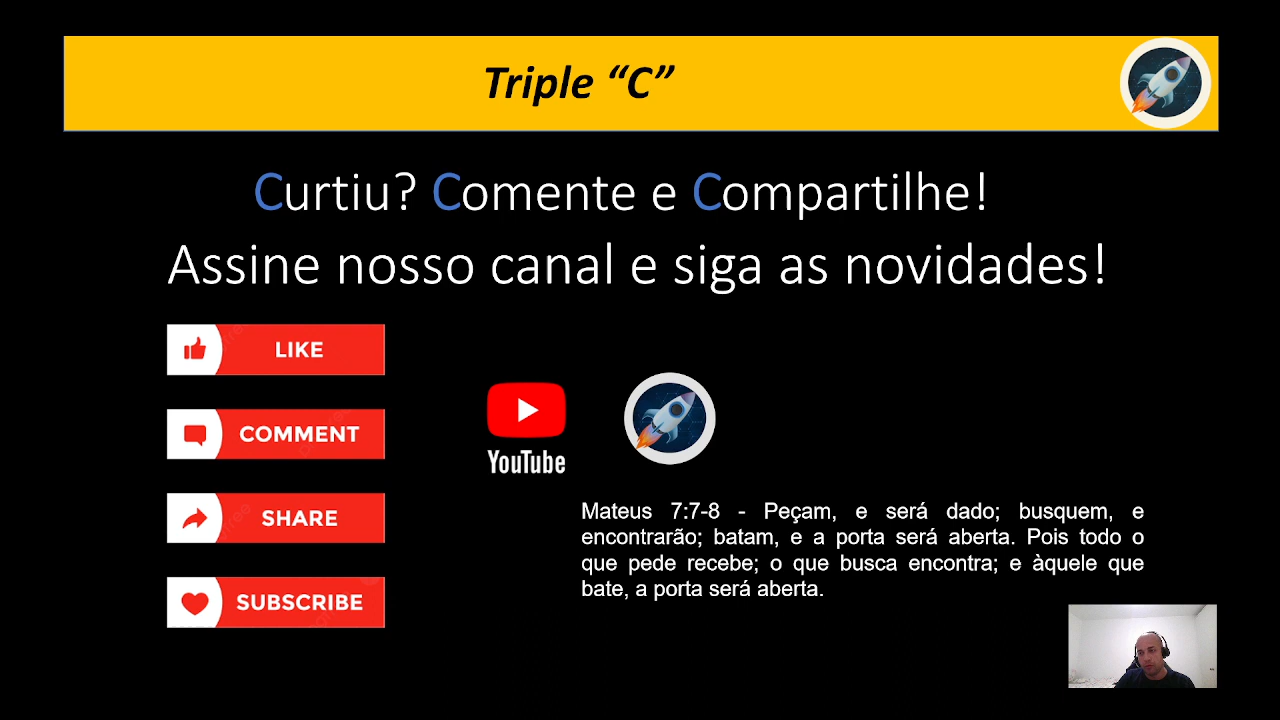 Triple “C”
Curtiu? Comente e Compartilhe!
Assine nosso canal e siga as novidades!
LIKE
COMMENT
SHARE
SUBSCRIBE
YouTube
Mateus 7:7-8 - Peçam, e será dado; busquem, e
encontrarão; batam, e a porta será aberta. Pois todo o
que pede recebe; o que busca encontra; e àquele que
bate, a porta será aberta.